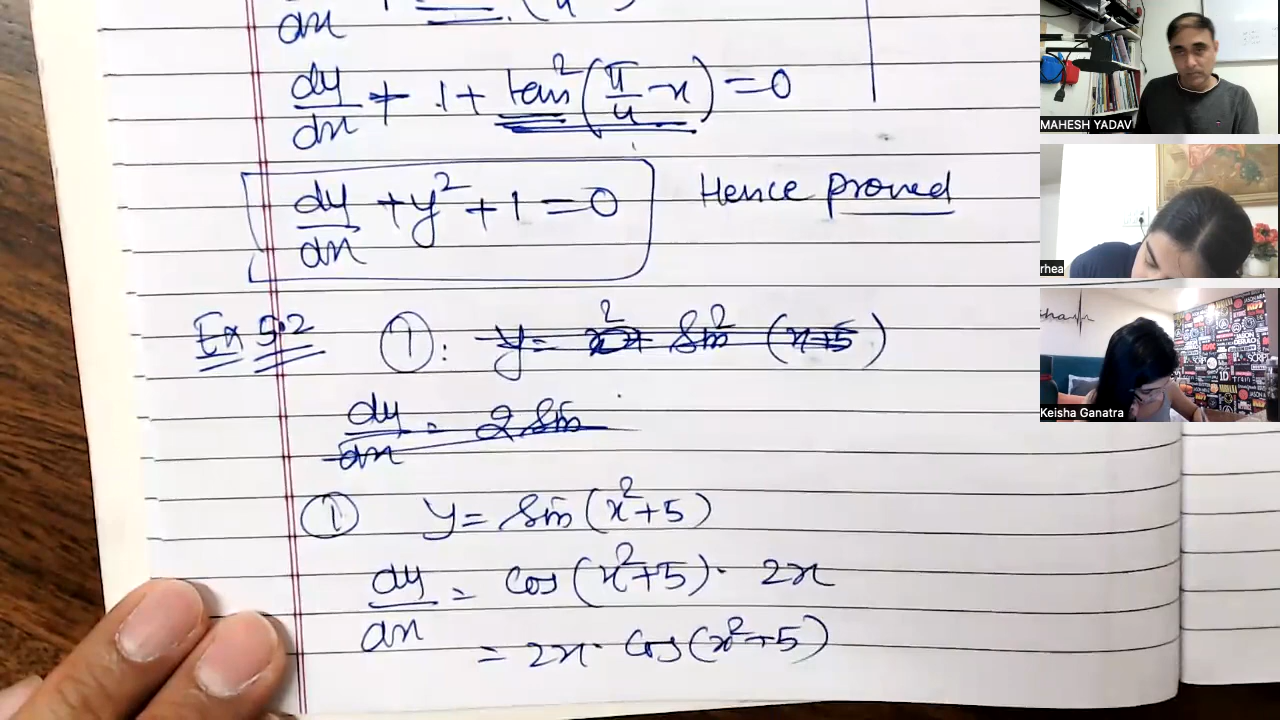 dy/dx + 1 + tan²(π/4 - x) = 0
dy/dx + y² + 1 = 0 Hence proved
Ex 5.2 ① : y = sin² (x+5)
dy/dx = 2 sin
① y = sin(x²+5)
dy/dx = cos(x²+5) · 2x
= 2x · cos(x²+5)
MAHESH YADAV
rhea
Keisha Ganatra